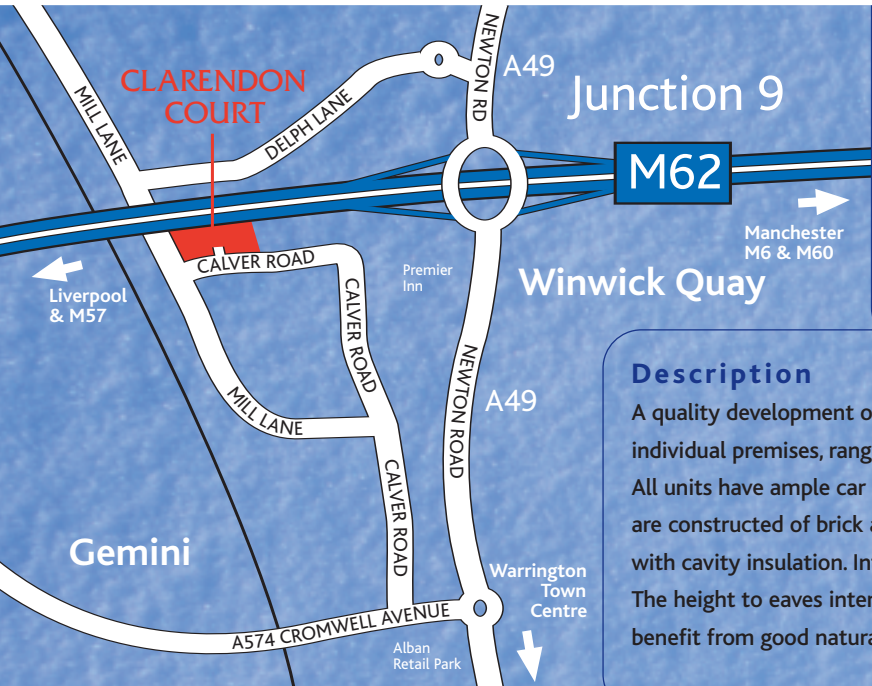 NEWTON RD
A49
Junction 9
CLARENDON
COURT
MILL LANE
DELPH LANE
M62
Manchester
M6 & M60
CALVER ROAD
Premier
Inn
Winwick Quay
Liverpool
& M57
CALVER ROAD
NEWTON ROAD
A49
MILL LANE
CALVER ROAD
Gemini
Warrington
Town
Centre
A574 CROMWELL AVENUE
Alban
Retail Park
Description
A quality development o
individual premises, rang
All units have ample car
are constructed of brick a
with cavity insulation. In
The height to eaves inter
benefit from good natura